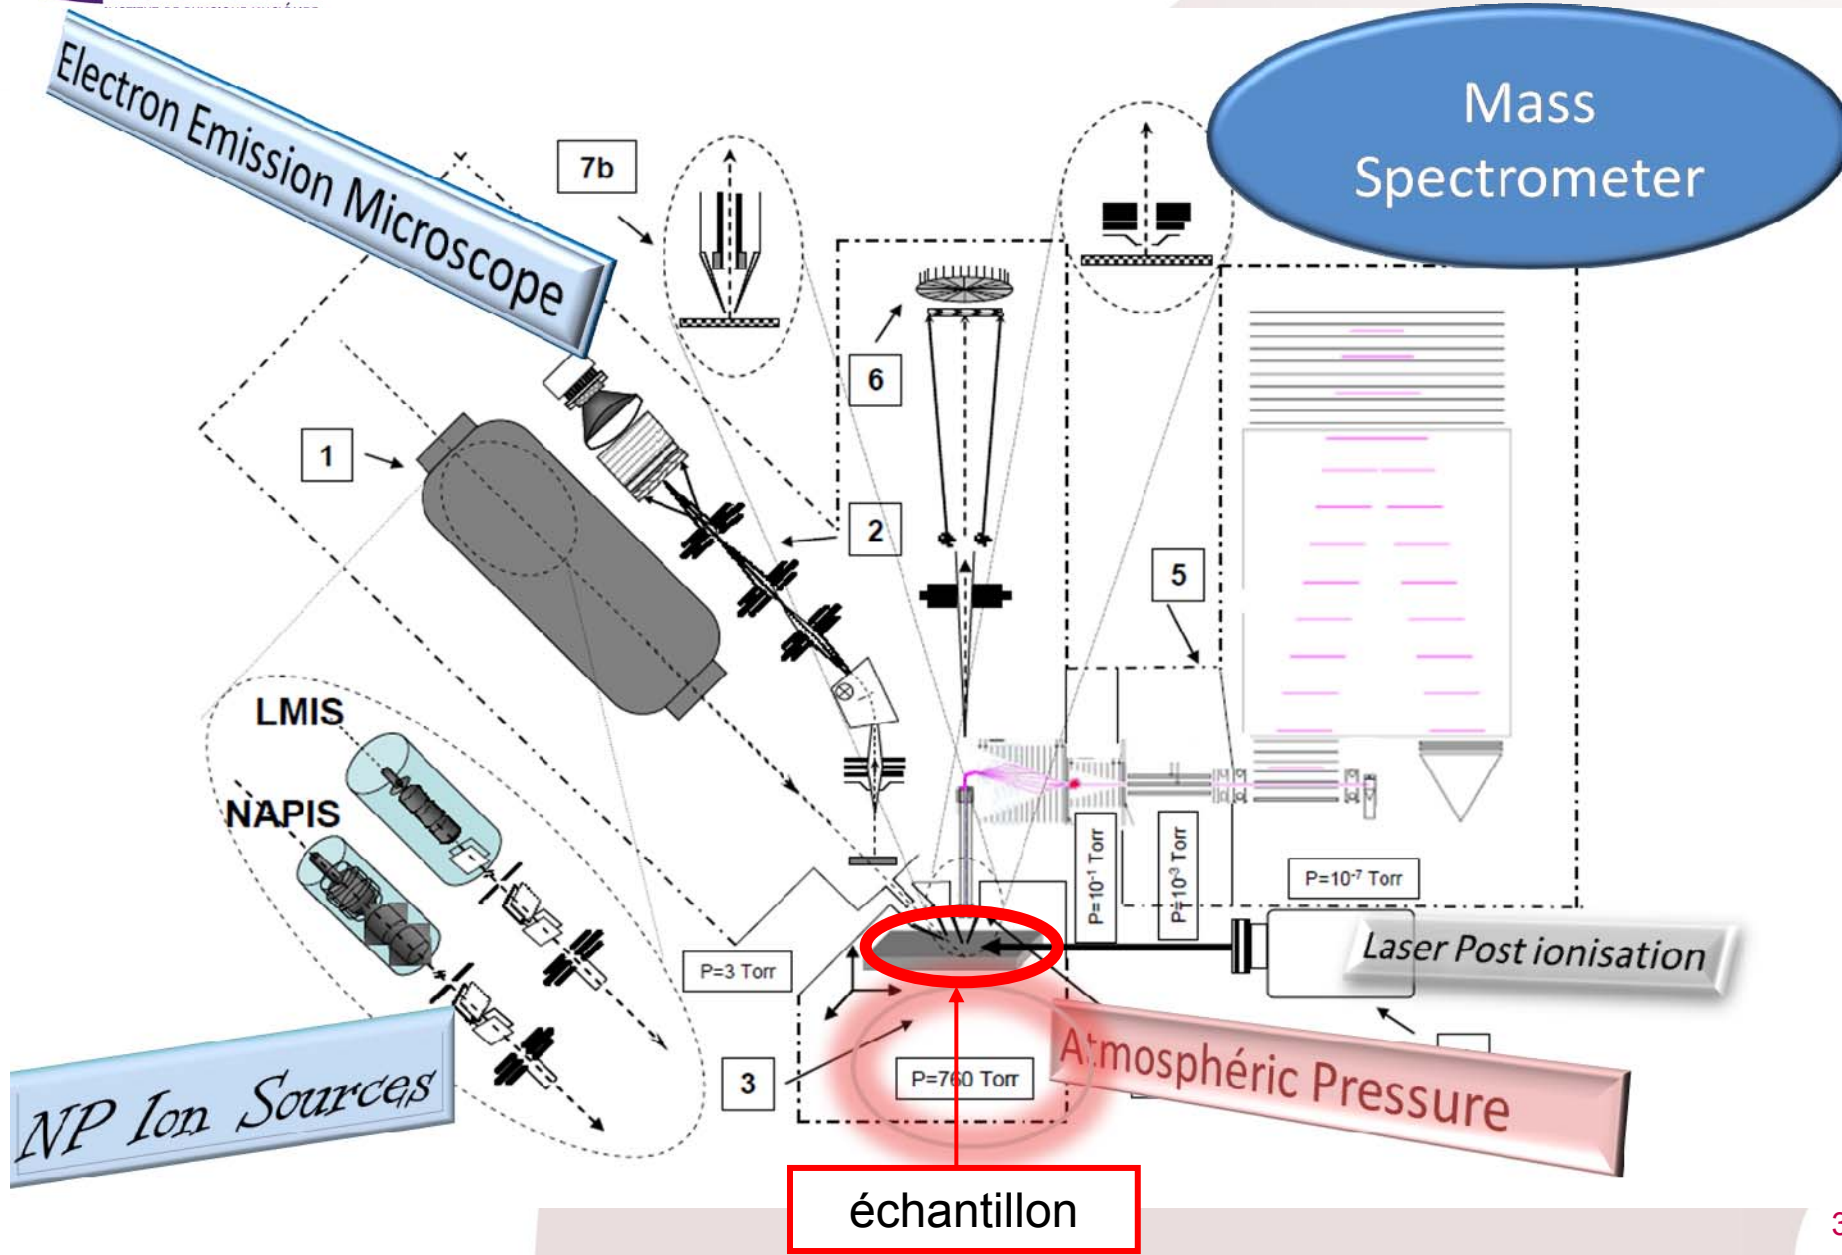 Electron Emission Microscope
Mass
Spectrometer
7b
6
1
2
5
LMIS
NAPIS
P=10-1 Torr
P=10-3 Torr
P=10-7 Torr
Laser Post ionisation
P=3 Torr
3
P=760 Torr
Atmosphéric Pressure
NP Ion Sources
échantillon